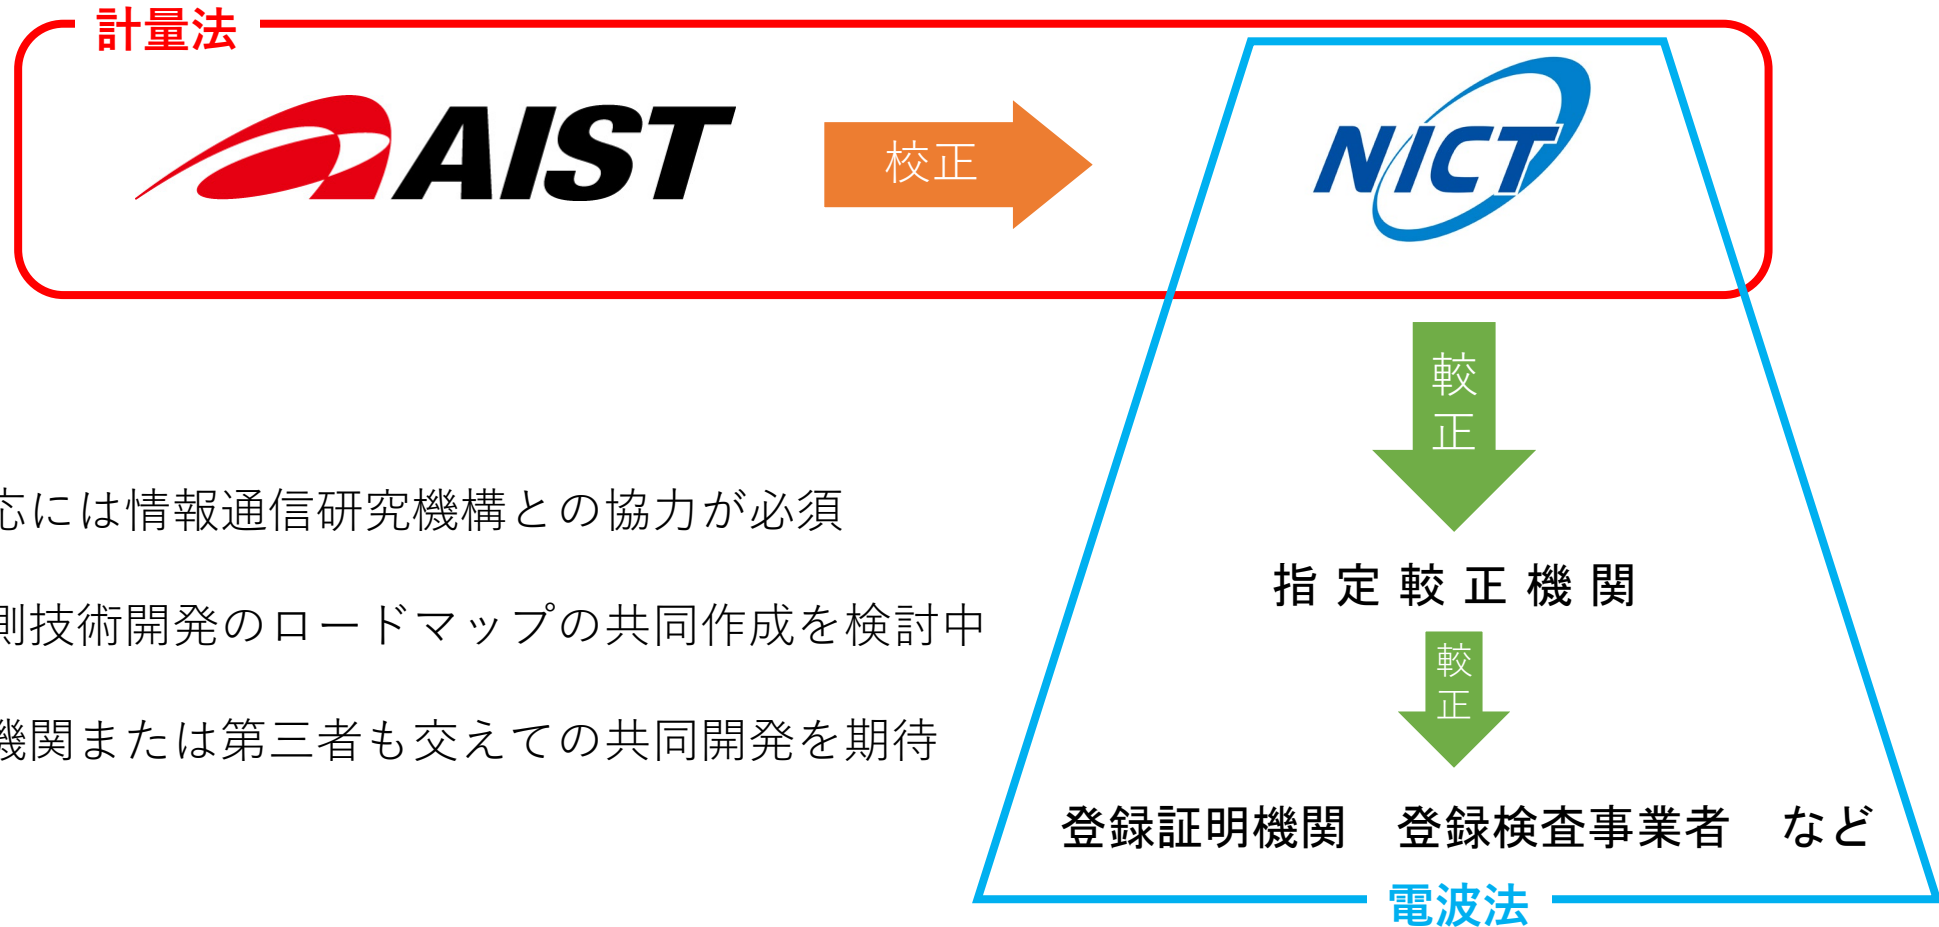 計量法
AIST
校正
NICT
較正
応には情報通信研究機構との協力が必須
指定較正機関
測技術開発のロードマップの共同作成を検討中
較正
機関または第三者も交えての共同開発を期待
登録証明機関　登録検査事業者　など
電波法